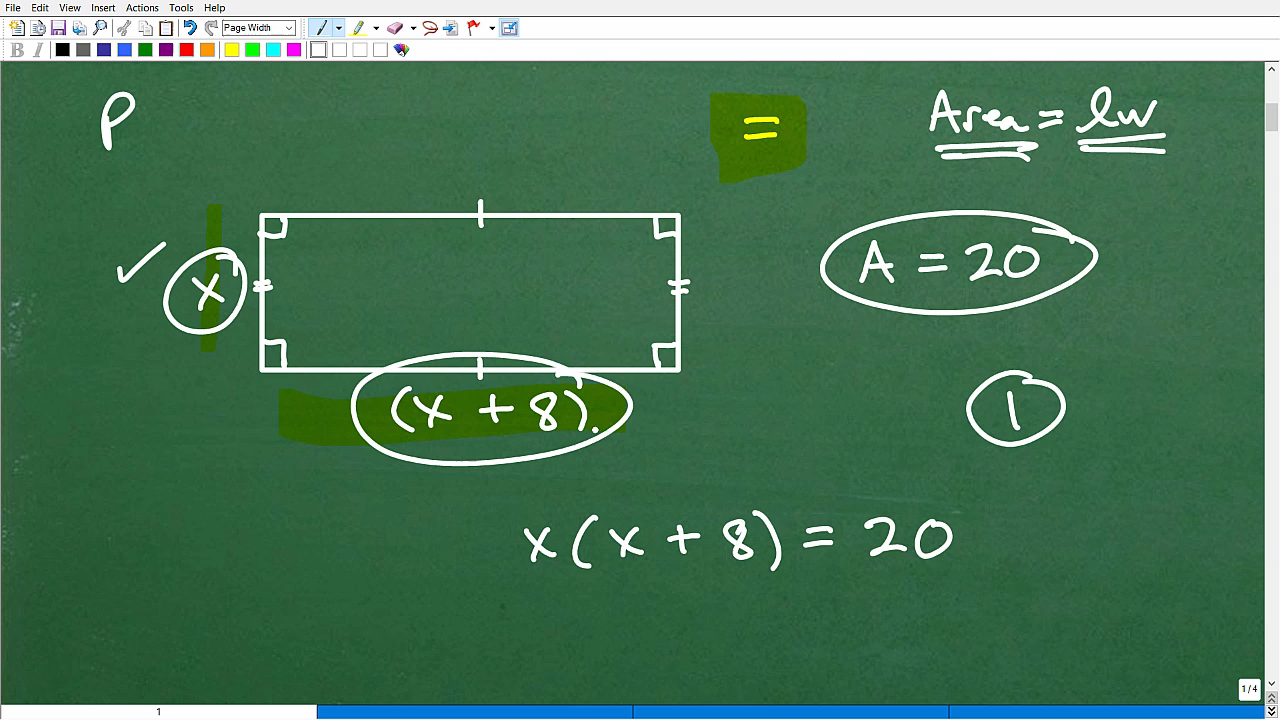 File Edit View Insert Actions Tools Help
Page Width
B I
P
=
Area = lw
x
A = 20
(x + 8).
1
x(x + 8) = 20
1/4
1